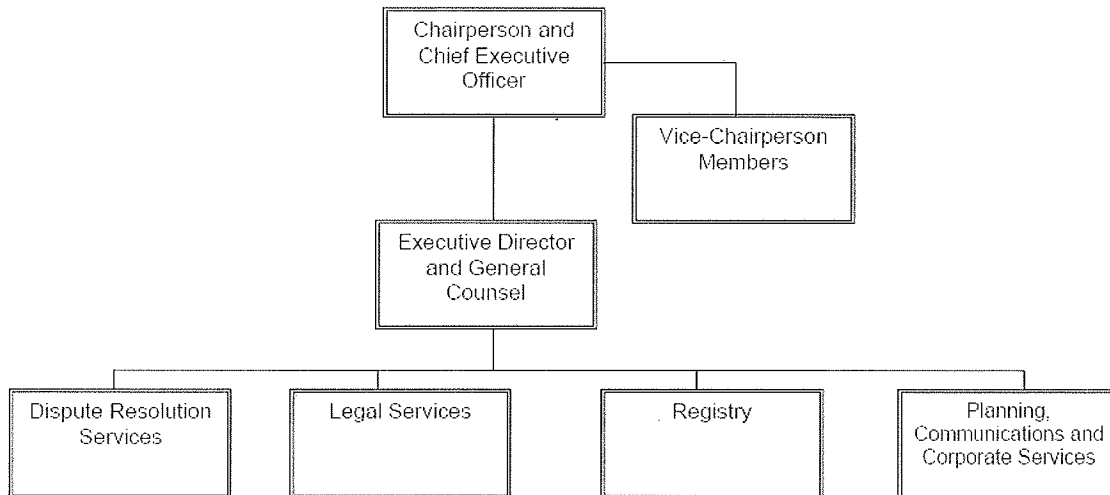 Chairperson and
Chief Executive
Officer
Vice-Chairperson
Members
Executive Director
and General
Counsel
Dispute Resolution
Services
Legal Services
Registry
Planning,
Communications and
Corporate Services